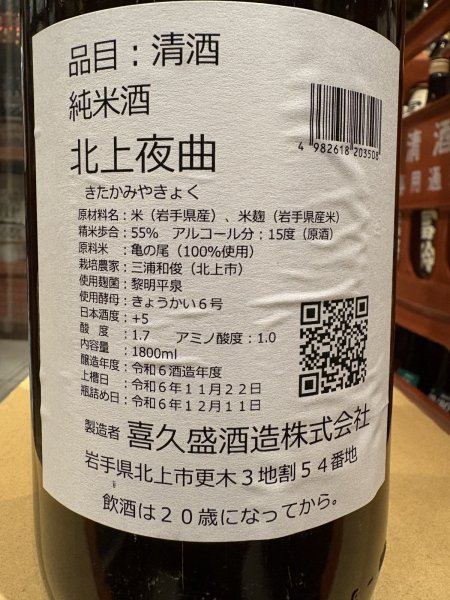 品目：清酒
純米酒
北上夜曲
きたかみやきょく
4 982618 203508
原材料名：米（岩手県産）、米麹（岩手県産米）
精米歩合：55%　アルコール分：15度（原酒）
原料米　：亀の尾（100%使用）
栽培農家：三浦和俊（北上市）
使用麹菌：黎明平泉
使用酵母：きょうかい６号
日本酒度：+5
酸　度　：1.7　　アミノ酸度：1.0
内容量　：1800ml
醸造年度：令和６酒造年度
上槽日　：令和６年１１月２２日
瓶詰め日：令和６年１２月１１日
製造者 喜久盛酒造株式会社
岩手県北上市更木３地割５４番地
飲酒は２０歳になってから。
清酒
用通